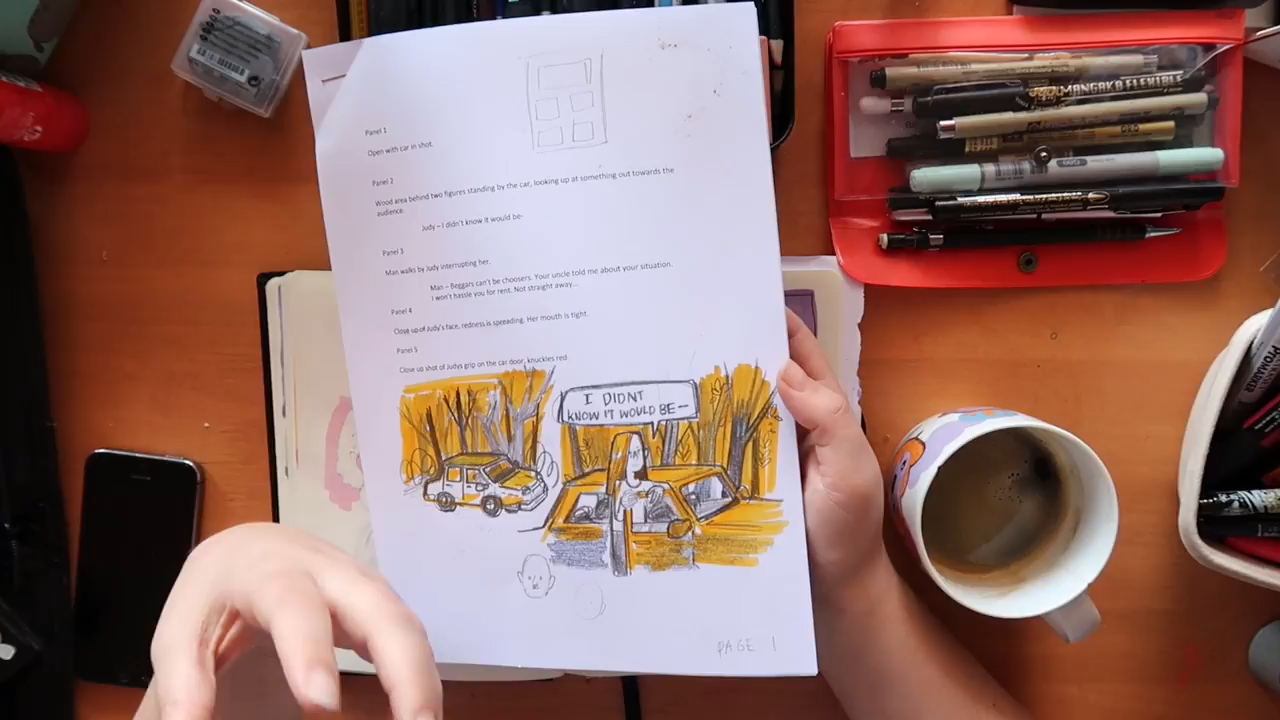 Panel 1
Open with car in shot.
Panel 2
Wood area behind two figures standing by the car, looking up at something out towards the
audience.
Judy – I didn't know it would be-
Panel 3
Man walks by Judy interrupting her.
Man – Beggars can't be choosers. Your uncle told me about your situation.
I won't hassle you for rent. Not straight away...
Panel 4
Close up of Judy's face, redness is spreading. Her mouth is tight.
Panel 5
Close up shot of Judys grip on the car door, knuckles red
I DIDNT
KNOW IT WOULD BE—
PAGE 1
MANGAKA FLEXIBLE